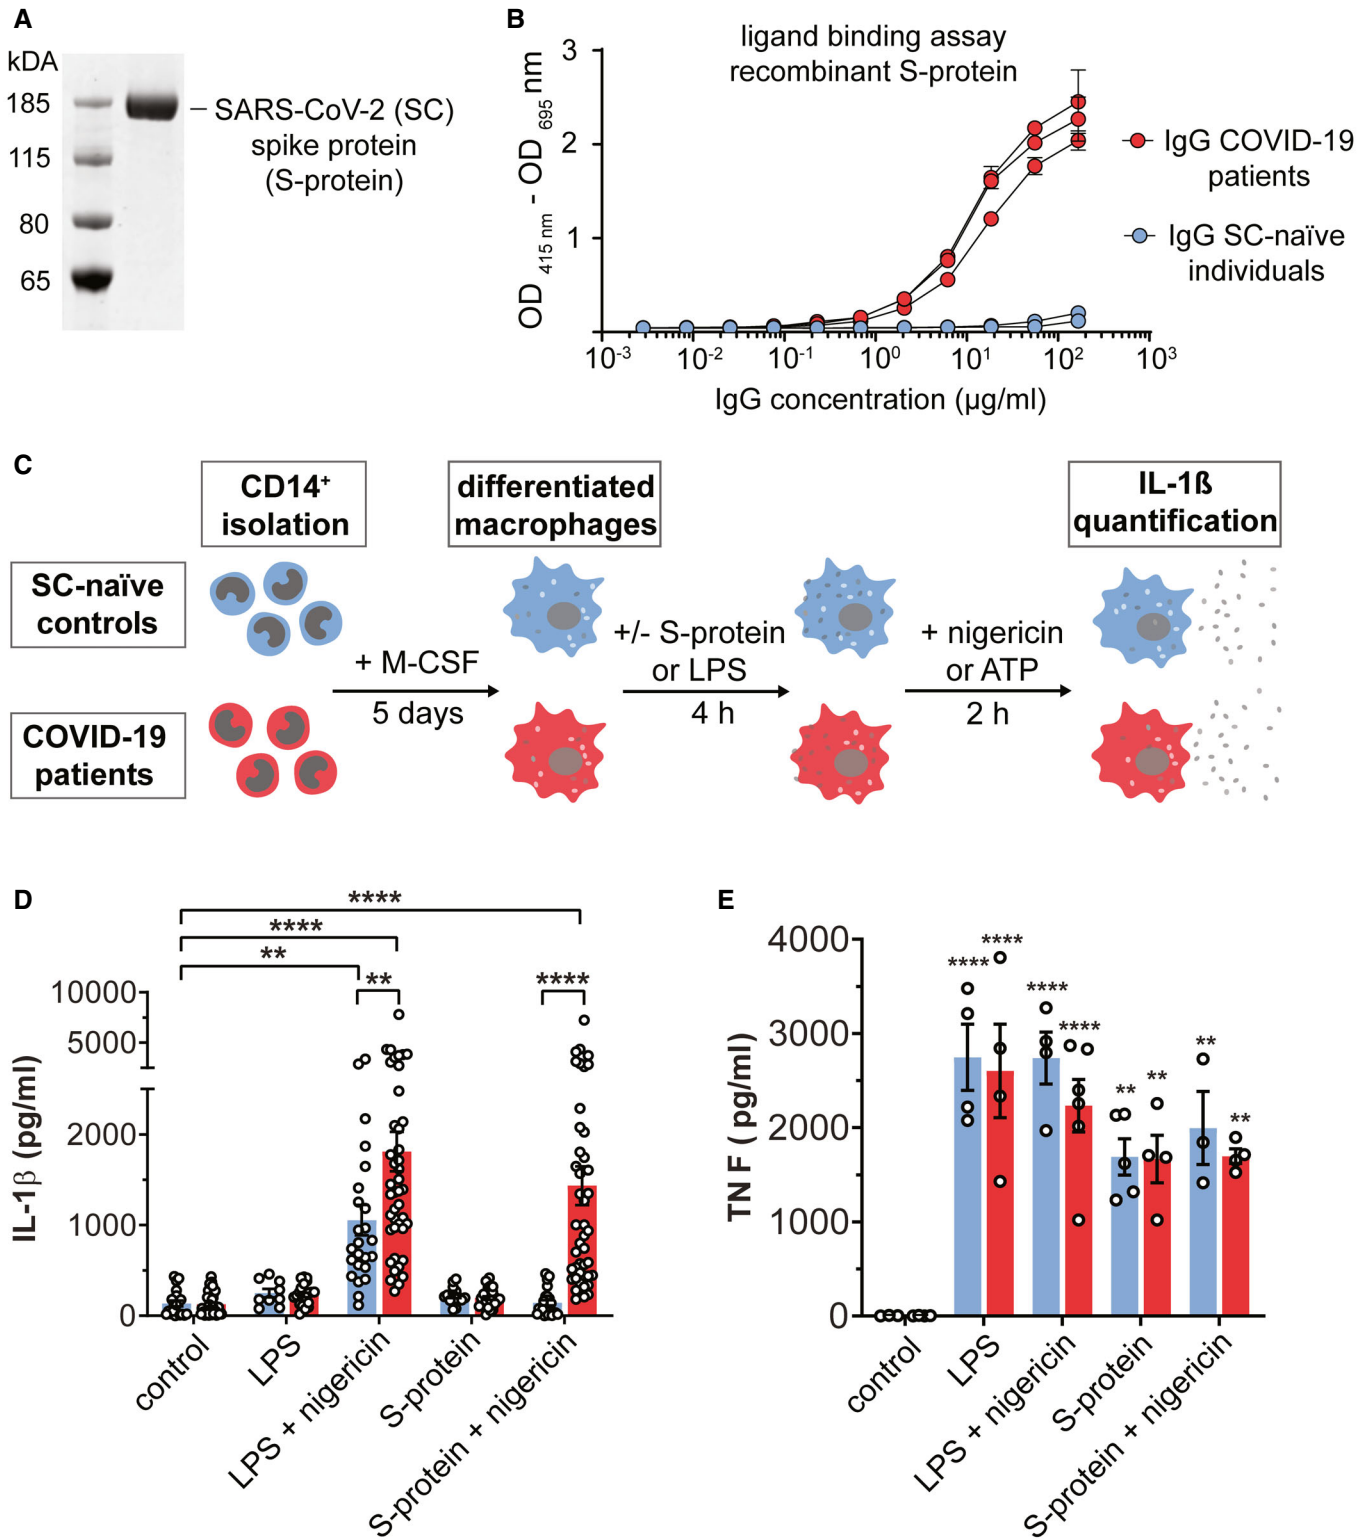 A
kDA
185
115
80
65
SARS-CoV-2 (SC)
spike protein
(S-protein)
B
ligand binding assay
recombinant S-protein
OD 415 nm - OD 695 nm
3
2
1
10-3 10-2 10-1 100 101 102 103
IgG concentration (µg/ml)
IgG COVID-19
patients
IgG SC-naïve
individuals
C
CD14+
isolation
differentiated
macrophages
IL-1ß
quantification
SC-naïve
controls
COVID-19
patients
+ M-CSF
5 days
+/- S-protein
or LPS
4 h
+ nigericin
or ATP
2 h
D
****
****
**
**
****
IL-1β (pg/ml)
10000
5000
2000
1000
0
control
LPS
LPS + nigericin
S-protein
S-protein + nigericin
E
TNF (pg/ml)
4000
3000
2000
1000
0
**** **** **** **** ** ** ** **
control
LPS
LPS + nigericin
S-protein
S-protein + nigericin